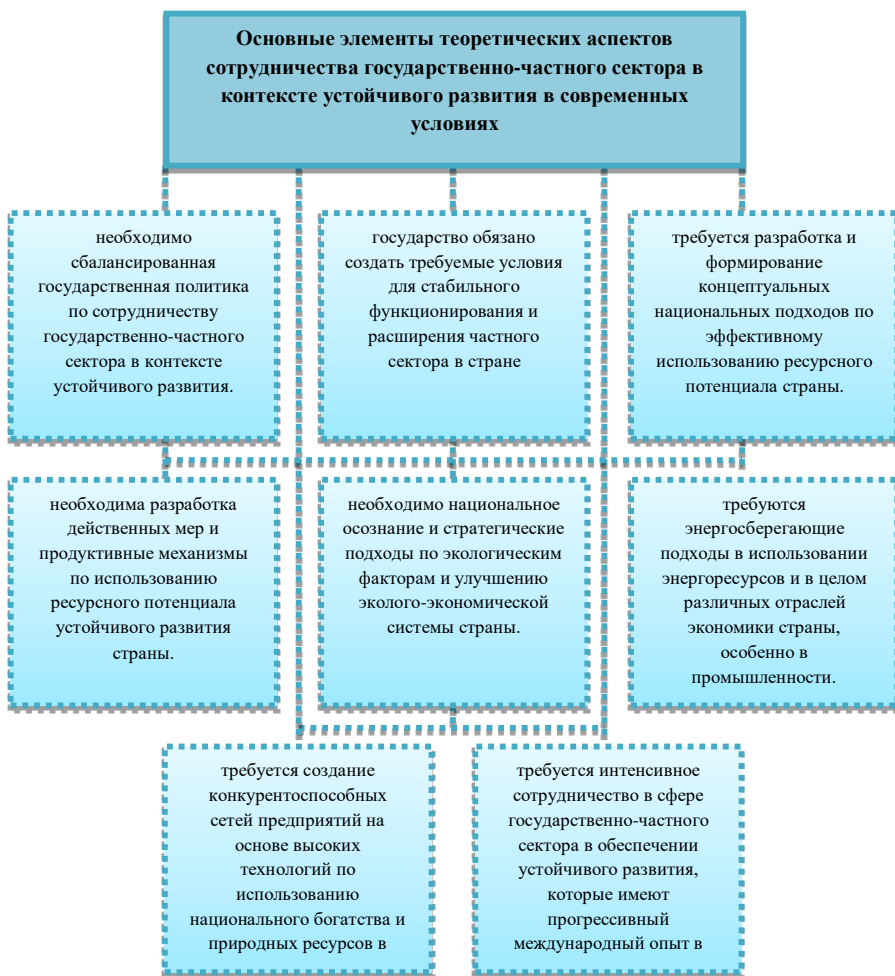 Основные элементы теоретических аспектов
сотрудничества государственно-частного сектора в
контексте устойчивого развития в современных
условиях
необходимо
сбалансированная
государственная политика
по сотрудничеству
государственно-частного
сектора в контексте
устойчивого развития.
государство обязано
создать требуемые условия
для стабильного
функционирования и
расширения частного
сектора в стране
требуется разработка и
формирование
концептуальных
национальных подходов по
эффективному
использованию ресурсного
потенциала страны.
необходима разработка
действенных мер и
продуктивные механизмы
по использованию
ресурсного потенциала
устойчивого развития
страны.
необходимо национальное
осознание и стратегические
подходы по экологическим
факторам и улучшению
эколого-экономической
системы страны.
требуются
энергосберегающие
подходы в использовании
энергоресурсов и в целом
различных отраслей
экономики страны,
особенно в
промышленности.
требуется создание
конкурентоспособных
сетей предприятий на
основе высоких
технологий по
использованию
национального богатства и
природных ресурсов в
требуется интенсивное
сотрудничество в сфере
государственно-частного
сектора в обеспечении
устойчивого развития,
которые имеют
прогрессивный
международный опыт в